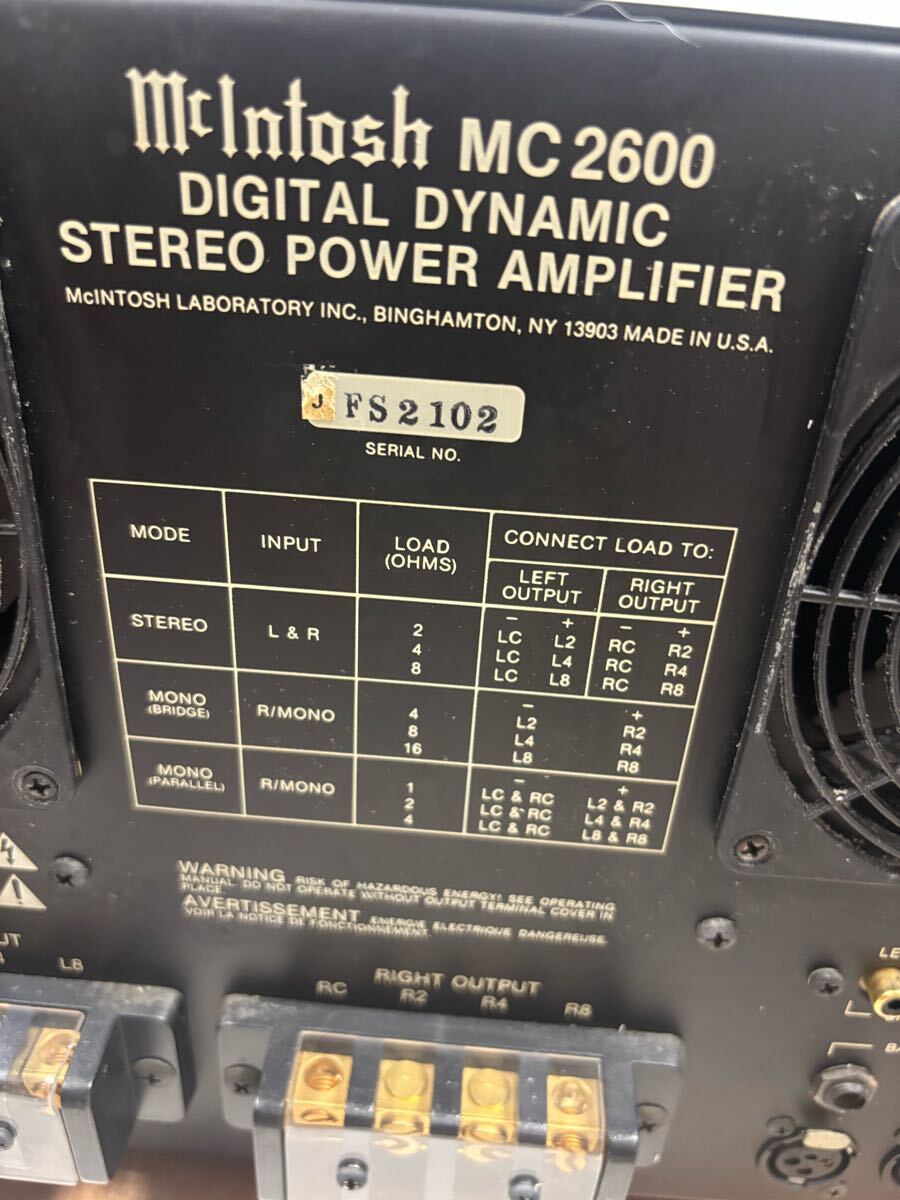 McIntosh MC 2600
DIGITAL DYNAMIC
STEREO POWER AMPLIFIER
McINTOSH LABORATORY INC., BINGHAMTON, NY 13903 MADE IN U.S.A.
J FS2102
SERIAL NO.
MODE INPUT LOAD (OHMS) CONNECT LOAD TO:
LEFT OUTPUT RIGHT OUTPUT
STEREO L & R
- + - +
2 LC L2 RC R2
4 LC L4 RC R4
8 LC L8 RC R8
MONO (BRIDGE) R/MONO
- +
4 L2 R2
8 L4 R4
16 L8 R8
MONO (PARALLEL) R/MONO
- +
1 LC & RC L2 & R2
2 LC & RC L4 & R4
4 LC & RC L8 & R8
WARNING RISK OF HAZARDOUS ENERGY! SEE OPERATING
MANUAL. DO NOT OPERATE WITHOUT OUTPUT TERMINAL COVER IN
PLACE.
AVERTISSEMENT ENERGIE ELECTRIQUE DANGEREUSE.
VOIR LA NOTICE DE FONCTIONNEMENT.
L8
RIGHT OUTPUT
RC R2 R4 R8